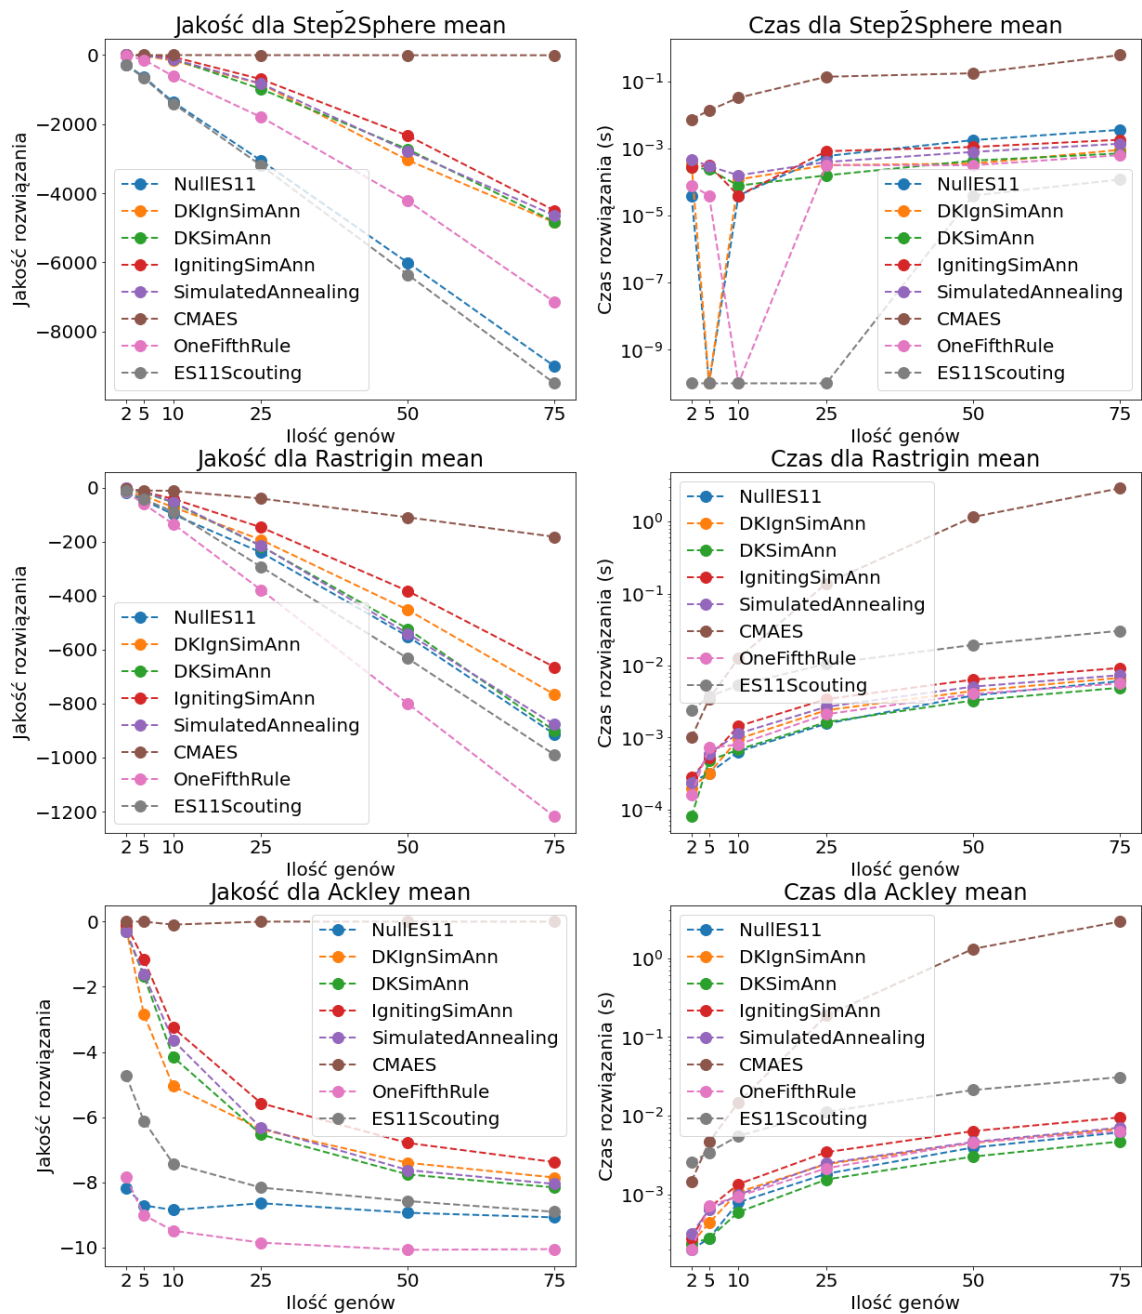 Jakość dla Step2Sphere mean
Jakość rozwiązania
0
−2000
−4000
−6000
−8000
NullES11
DKIgnSimAnn
DKSimAnn
IgnitingSimAnn
SimulatedAnnealing
CMAES
OneFifthRule
ES11Scouting
2 5 10 25 50 75
Ilość genów
Czas dla Step2Sphere mean
Czas rozwiązania (s)
10⁻¹
10⁻³
10⁻⁵
10⁻⁷
10⁻⁹
NullES11
DKIgnSimAnn
DKSimAnn
IgnitingSimAnn
SimulatedAnnealing
CMAES
OneFifthRule
ES11Scouting
2 5 10 25 50 75
Ilość genów
Jakość dla Rastrigin mean
Jakość rozwiązania
0
−200
−400
−600
−800
−1000
−1200
NullES11
DKIgnSimAnn
DKSimAnn
IgnitingSimAnn
SimulatedAnnealing
CMAES
OneFifthRule
ES11Scouting
2 5 10 25 50 75
Ilość genów
Czas dla Rastrigin mean
Czas rozwiązania (s)
10⁰
10⁻¹
10⁻²
10⁻³
10⁻⁴
NullES11
DKIgnSimAnn
DKSimAnn
IgnitingSimAnn
SimulatedAnnealing
CMAES
OneFifthRule
ES11Scouting
2 5 10 25 50 75
Ilość genów
Jakość dla Ackley mean
Jakość rozwiązania
0
−2
−4
−6
−8
−10
NullES11
DKIgnSimAnn
DKSimAnn
IgnitingSimAnn
SimulatedAnnealing
CMAES
OneFifthRule
ES11Scouting
2 5 10 25 50 75
Ilość genów
Czas dla Ackley mean
Czas rozwiązania (s)
10⁰
10⁻¹
10⁻²
10⁻³
NullES11
DKIgnSimAnn
DKSimAnn
IgnitingSimAnn
SimulatedAnnealing
CMAES
OneFifthRule
ES11Scouting
2 5 10 25 50 75
Ilość genów